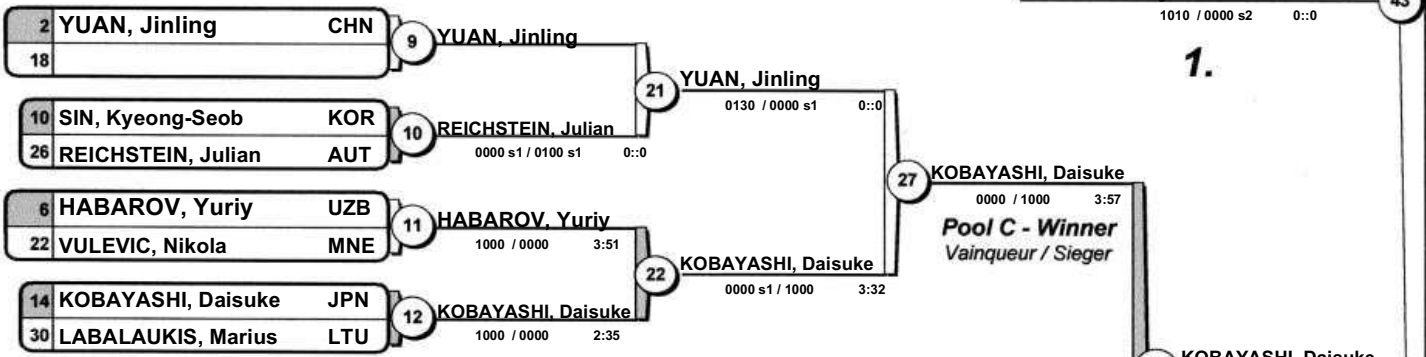 2 YUAN, Jinling CHN
18
9
YUAN, Jinling
10 SIN, Kyeong-Seob KOR
26 REICHSTEIN, Julian AUT
10
REICHSTEIN, Julian
0000 s1 / 0100 s1 0::0
21
YUAN, Jinling
0130 / 0000 s1 0::0
6 HABAROV, Yuriy UZB
22 VULEVIC, Nikola MNE
11
HABAROV, Yuriy
1000 / 0000 3:51
14 KOBAYASHI, Daisuke JPN
30 LABALAUKIS, Marius LTU
12
KOBAYASHI, Daisuke
1000 / 0000 2:35
22
KOBAYASHI, Daisuke
0000 s1 / 1000 3:32
27
KOBAYASHI, Daisuke
0000 / 1000 3:57
Pool C - Winner
Vainqueur / Sieger
1010 / 0000 s2 0::0
43
1.
KOBAYASHI, Daisuke